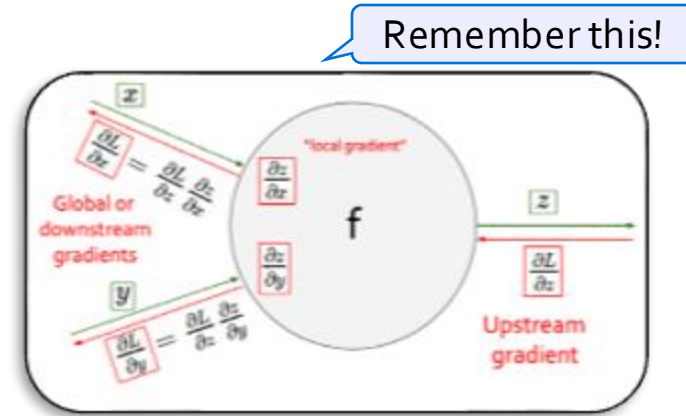 Remember this!
x
∂L/∂x = ∂L/∂z ∂z/∂x
"local gradient"
∂z/∂x
Global or
downstream
gradients
f
z
∂z/∂y
∂L/∂z
y
∂L/∂y = ∂L/∂z ∂z/∂y
Upstream
gradient